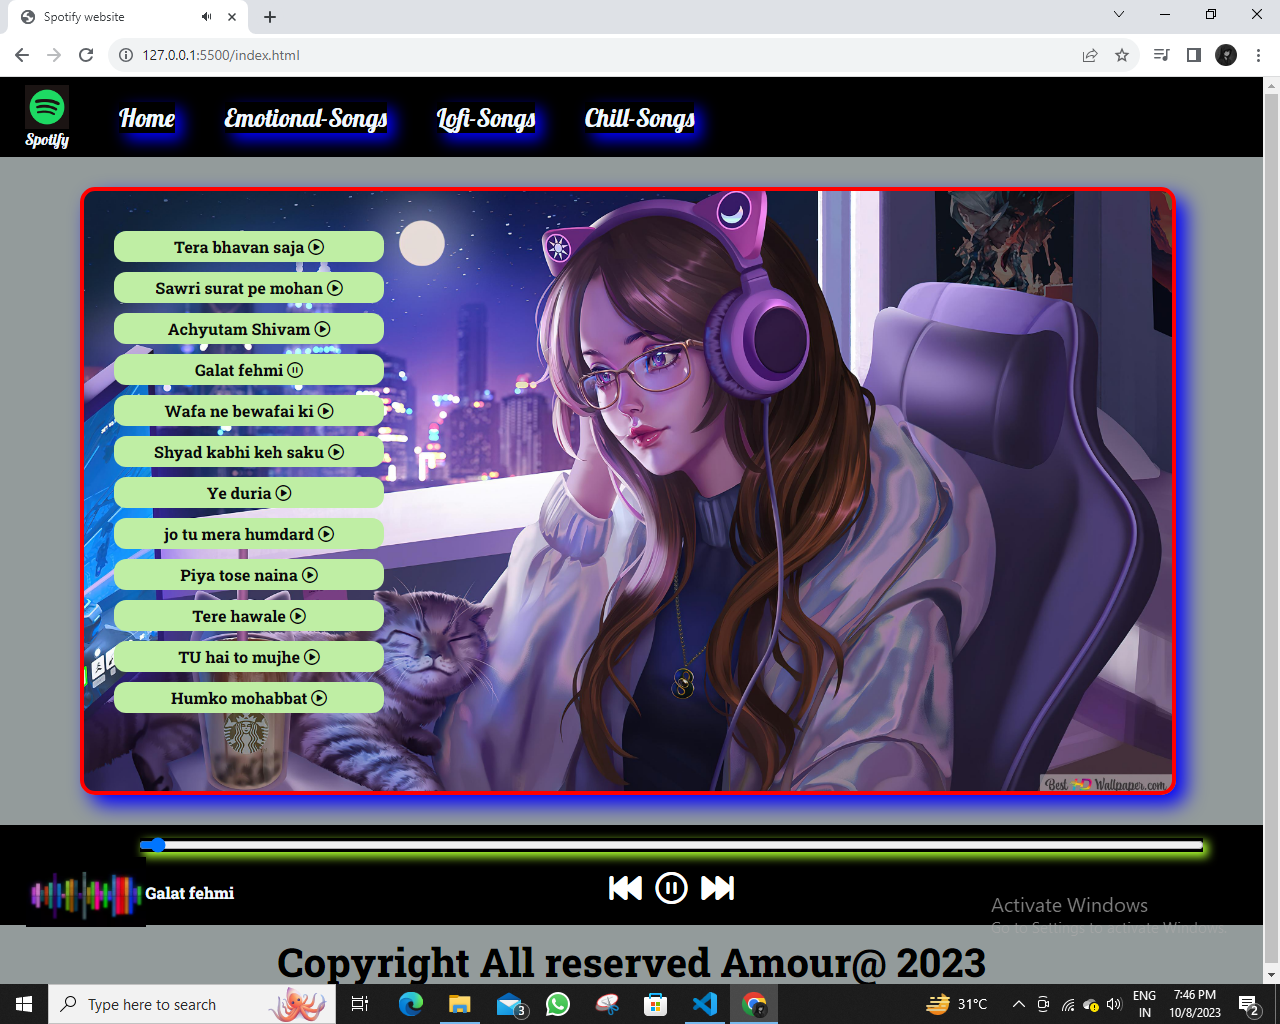 Spotify website
127.0.0.1:5500/index.html
Spotify
Home
Emotional-Songs
Lofi-Songs
Chill-Songs
Tera bhavan saja
Sawri surat pe mohan
Achyutam Shivam
Galat fehmi
Wafa ne bewafai ki
Shyad kabhi keh saku
Ye duria
jo tu mera humdard
Piya tose naina
Tere hawale
TU hai to mujhe
Humko mohabbat
Best Wallpaper.com
Galat fehmi
Activate Windows
Go to Settings to activate Windows.
Copyright All reserved Amour@ 2023
Type here to search
3
31°C
ENG
IN
7:46 PM
10/8/2023
2